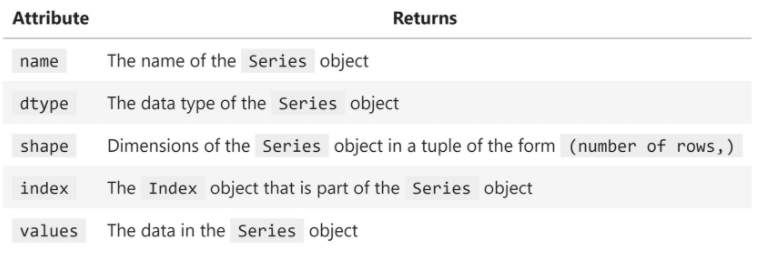 Attribute Returns
name The name of the Series object
dtype The data type of the Series object
shape Dimensions of the Series object in a tuple of the form (number of rows,)
index The Index object that is part of the Series object
values The data in the Series object